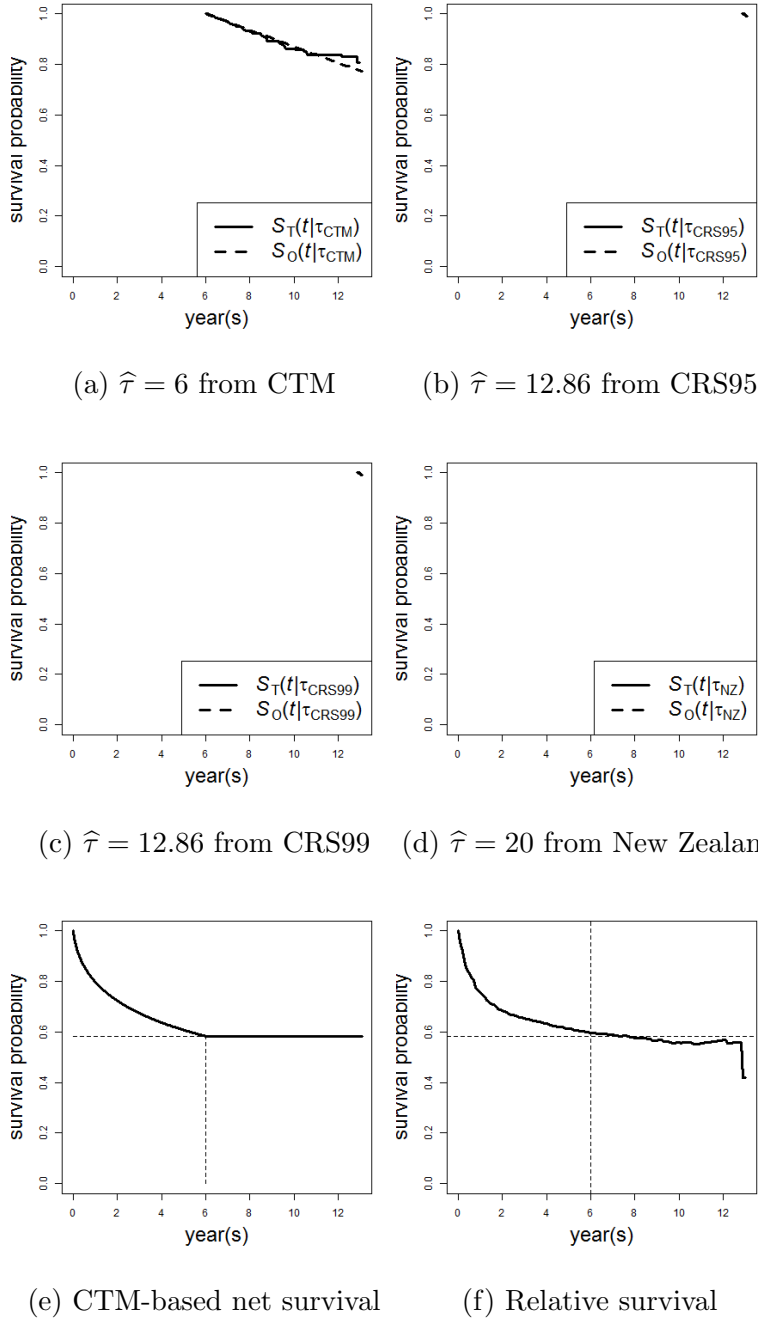 survival probability
1.0
0.8
0.6
0.4
0.2
0.0
S_T(t|τ_CTM)
S_O(t|τ_CTM)
0 2 4 6 8 10 12
year(s)
(a) τ̂ = 6 from CTM
survival probability
1.0
0.8
0.6
0.4
0.2
0.0
S_T(t|τ_CRS95)
S_O(t|τ_CRS95)
0 2 4 6 8 10 12
year(s)
(b) τ̂ = 12.86 from CRS95
survival probability
1.0
0.8
0.6
0.4
0.2
0.0
S_T(t|τ_CRS99)
S_O(t|τ_CRS99)
0 2 4 6 8 10 12
year(s)
(c) τ̂ = 12.86 from CRS99
survival probability
1.0
0.8
0.6
0.4
0.2
0.0
S_T(t|τ_NZ)
S_O(t|τ_NZ)
0 2 4 6 8 10 12
year(s)
(d) τ̂ = 20 from New Zealan
survival probability
1.0
0.8
0.6
0.4
0.2
0.0
0 2 4 6 8 10 12
year(s)
(e) CTM-based net survival
survival probability
1.0
0.8
0.6
0.4
0.2
0.0
0 2 4 6 8 10 12
year(s)
(f) Relative survival